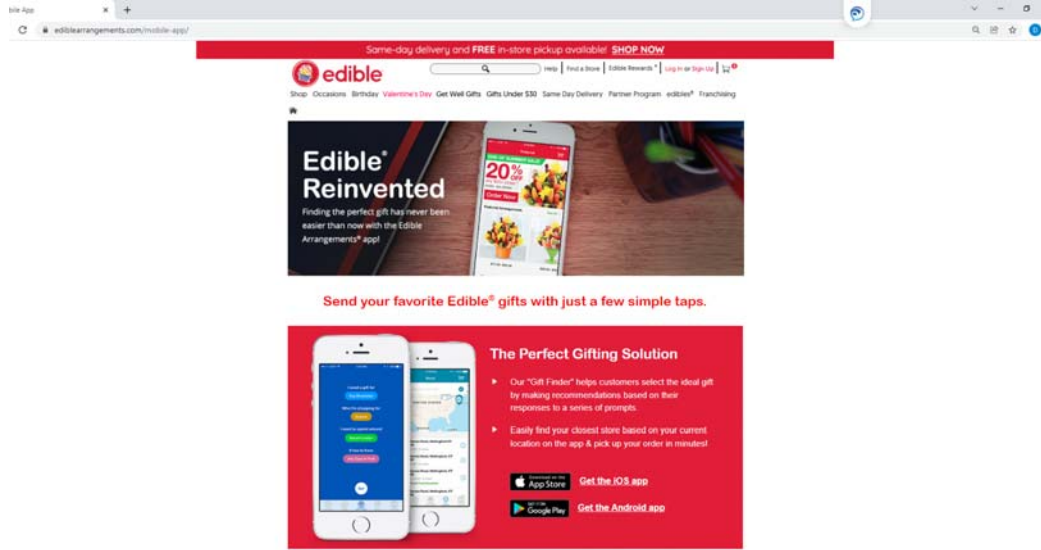 bile App
ediblearrangements.com/mobile-app/
Same-day delivery and FREE in-store pickup available! SHOP NOW
edible
Help | Find a Store | Edible Rewards® | Log In or Sign Up |
Shop Occasions Birthday Valentine's Day Get Well Gifts Gifts Under $30 Same Day Delivery Partner Program edibles® Franchising
Edible®
Reinvented
Finding the perfect gift has never been
easier than now with the Edible
Arrangements® app!
20% OFF
Order Now
Send your favorite Edible® gifts with just a few simple taps.
The Perfect Gifting Solution
Our "Gift Finder" helps customers select the ideal gift
by making recommendations based on their
responses to a series of prompts.
Easily find your closest store based on your current
location on the app & pick up your order in minutes!
Download on the
App Store
Get the iOS app
GET IT ON
Google Play
Get the Android app